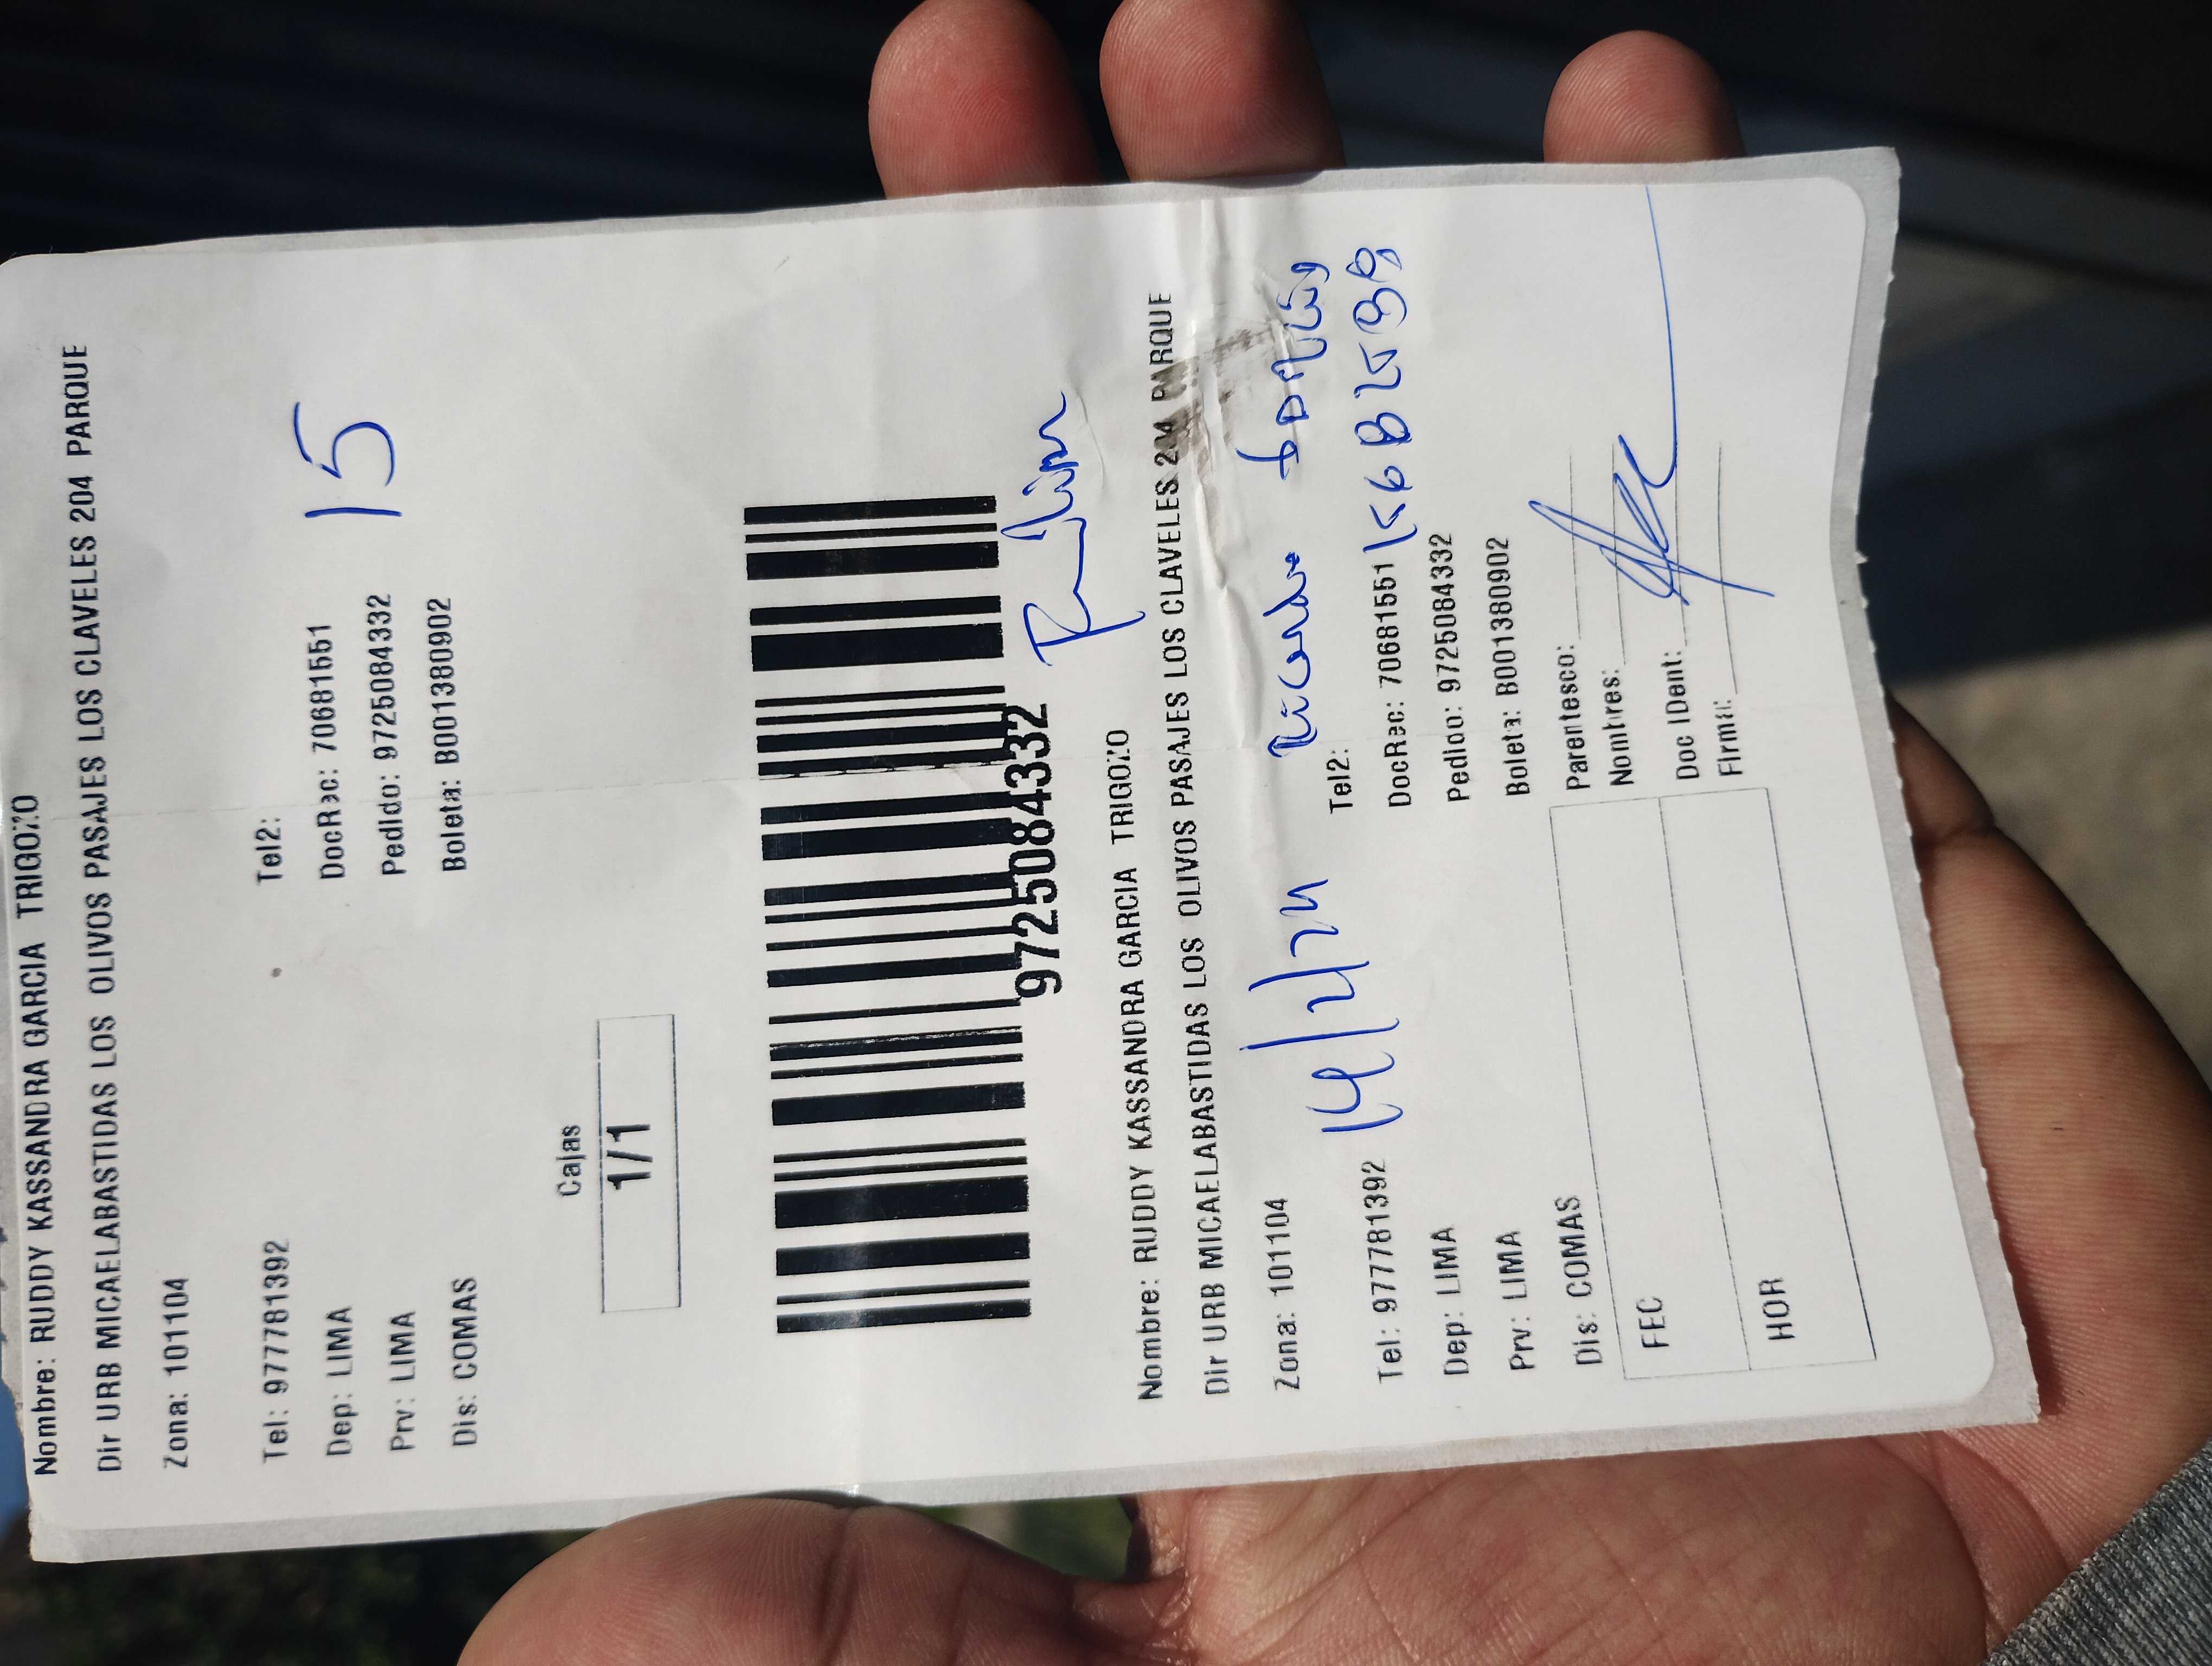 Nombre: RUDDY KASSANDRA GARCIA TRIGOZO
Dir URB MICAELABASTIDAS LOS OLIVOS PASAJES LOS CLAVELES 204 PARQUE
Zona: 101104
Tel: 977781392 Tel2:
Dep: LIMA DocRec: 70681551
15
Prv: LIMA Pedido: 9725084332
Dis: COMAS Boleta: B001380902
Cajas
1/1
9725084332
Nombre: RUDDY KASSANDRA GARCIA TRIGOZO
Dir URB MICAELABASTIDAS LOS OLIVOS PASAJES LOS CLAVELES 204 PARQUE
Zona: 101104
14/2/24
Tel2:
Tel: 977781392 DocRec: 70681551
Dep: LIMA Pedido: 9725084332
Prv: LIMA Boleta: B001380902
Dis: COMAS Parentesco:
FEC Nombres:
Doc IDent:
HOR Firma: